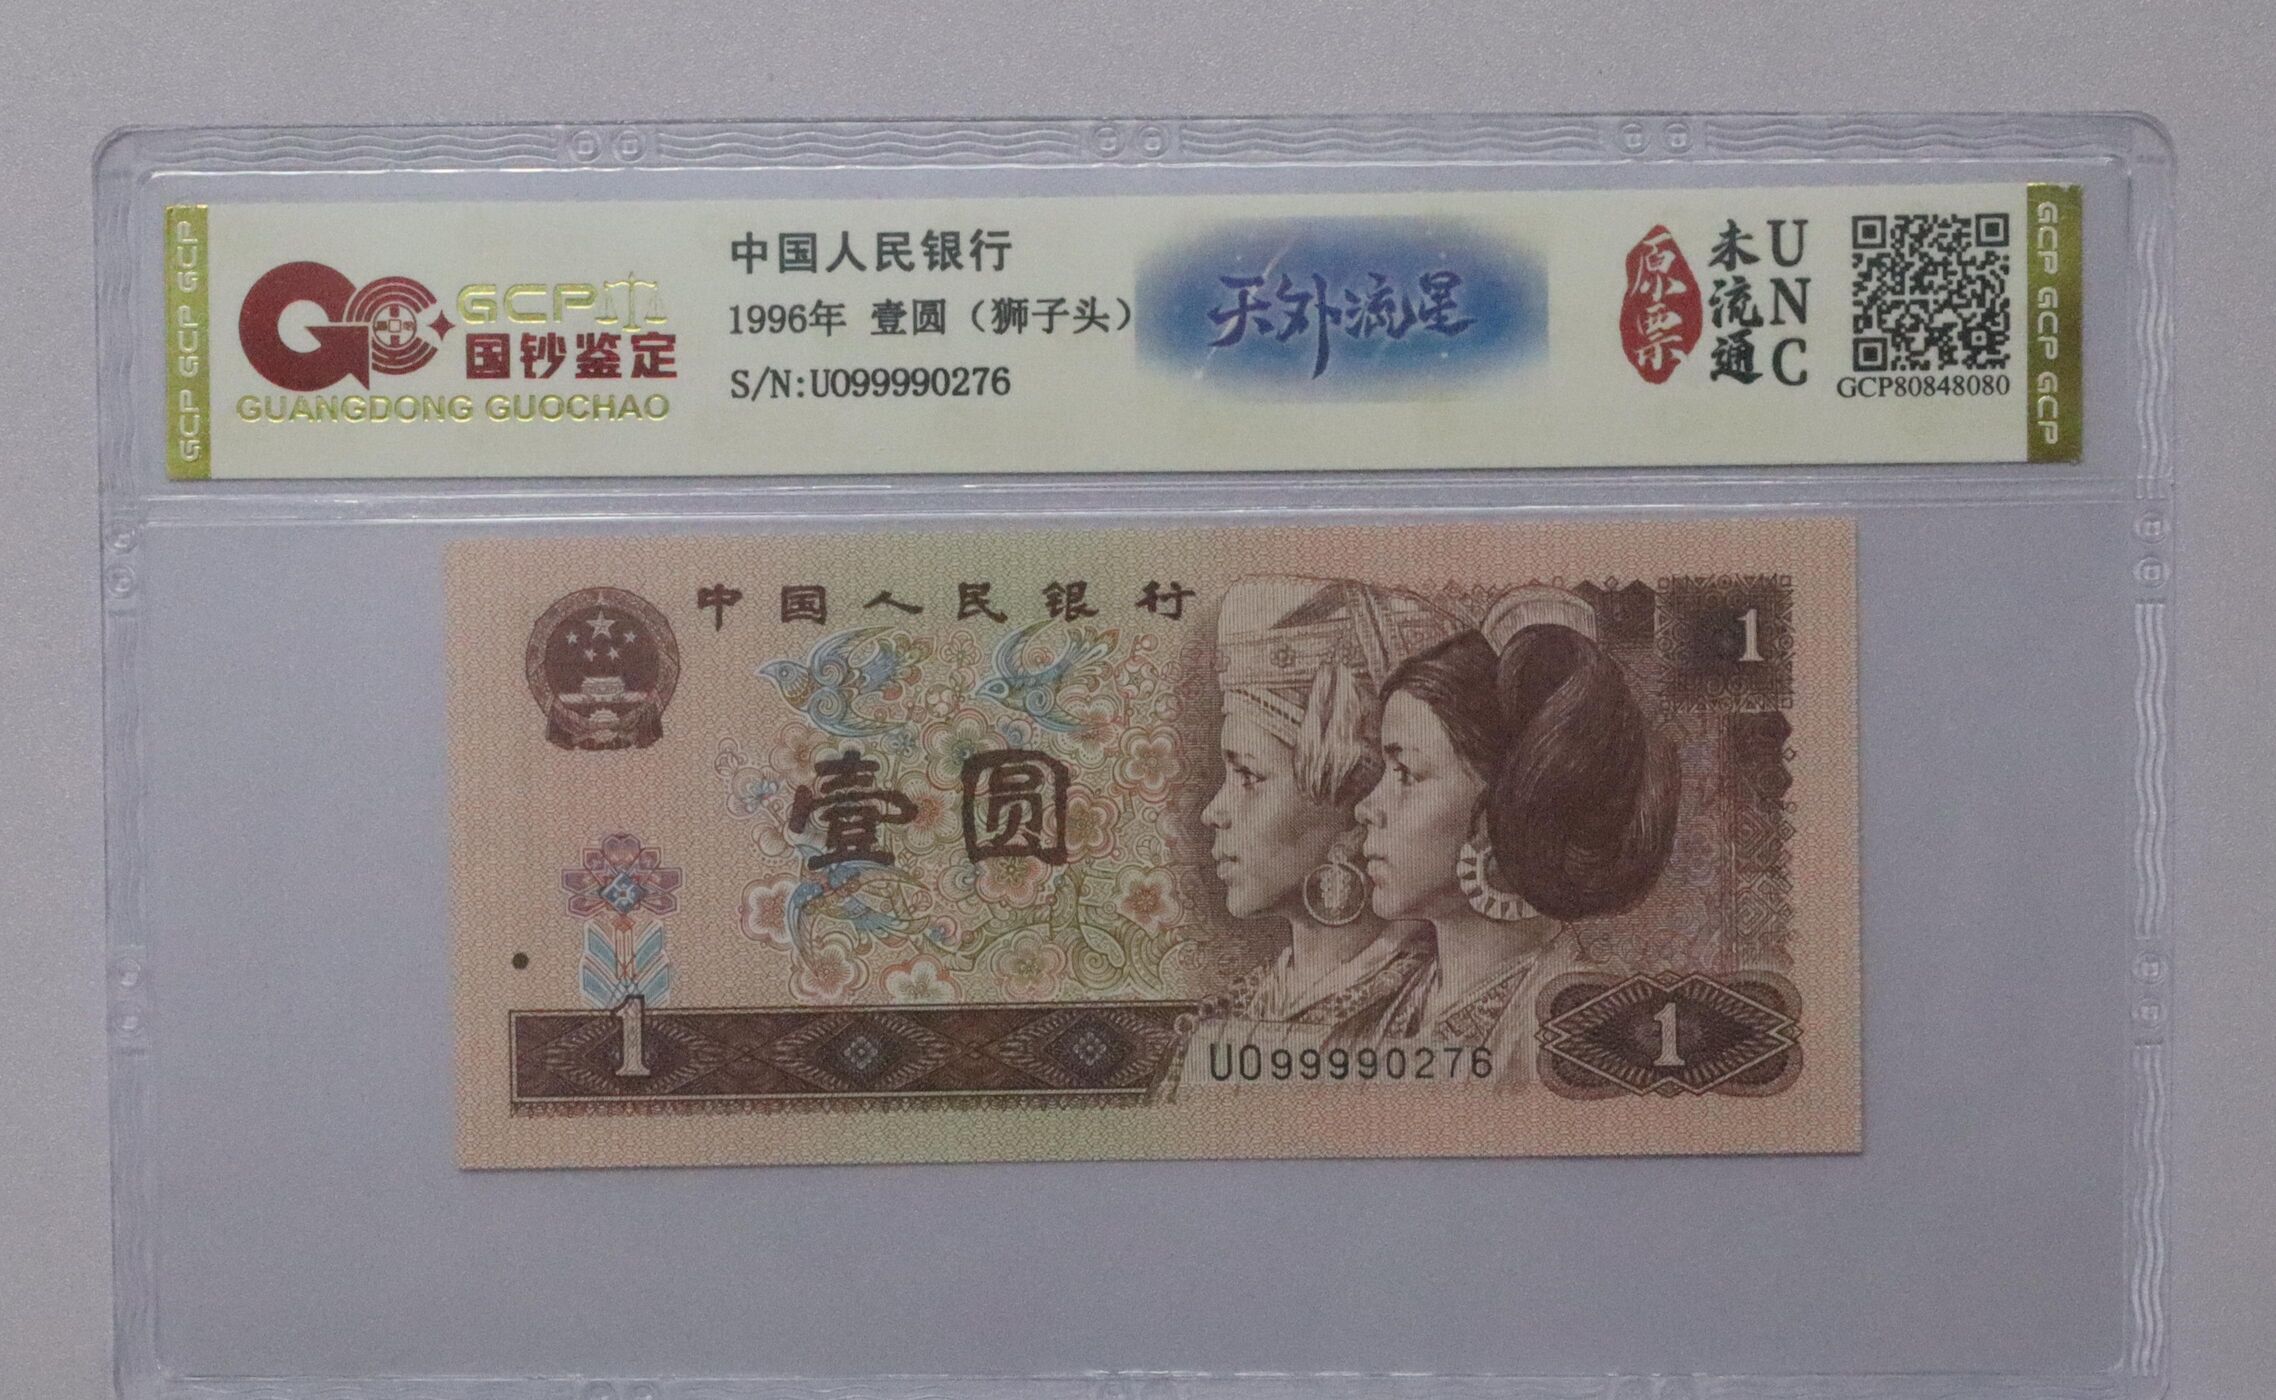 GCP GCP GCP
GCP
国钞鉴定
GUANGDONG GUOCHAO
中国人民银行
1996年 壹圆（狮子头）
S/N:UO99990276
天外流星
原票
未流通
UNC
GCP80848080
GCP GCP GCP
中国人民银行
1
壹圆
1
UO99990276
1